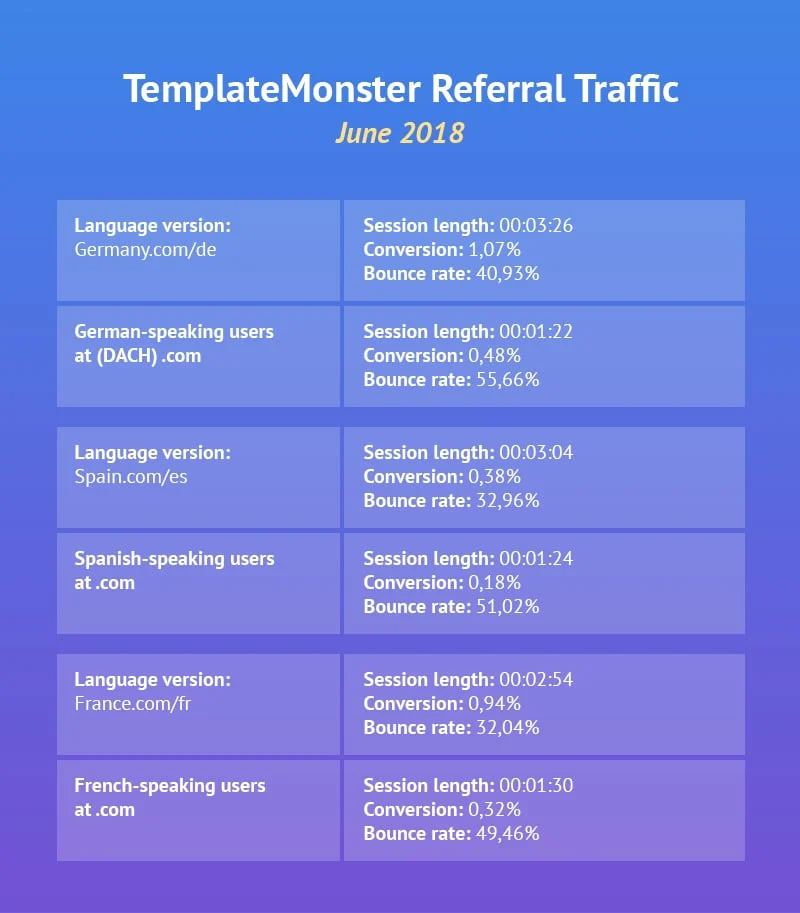 TemplateMonster Referral Traffic
June 2018
Language version:
Germany.com/de
Session length: 00:03:26
Conversion: 1,07%
Bounce rate: 40,93%
German-speaking users
at (DACH) .com
Session length: 00:01:22
Conversion: 0,48%
Bounce rate: 55,66%
Language version:
Spain.com/es
Session length: 00:03:04
Conversion: 0,38%
Bounce rate: 32,96%
Spanish-speaking users
at .com
Session length: 00:01:24
Conversion: 0,18%
Bounce rate: 51,02%
Language version:
France.com/fr
Session length: 00:02:54
Conversion: 0,94%
Bounce rate: 32,04%
French-speaking users
at .com
Session length: 00:01:30
Conversion: 0,32%
Bounce rate: 49,46%